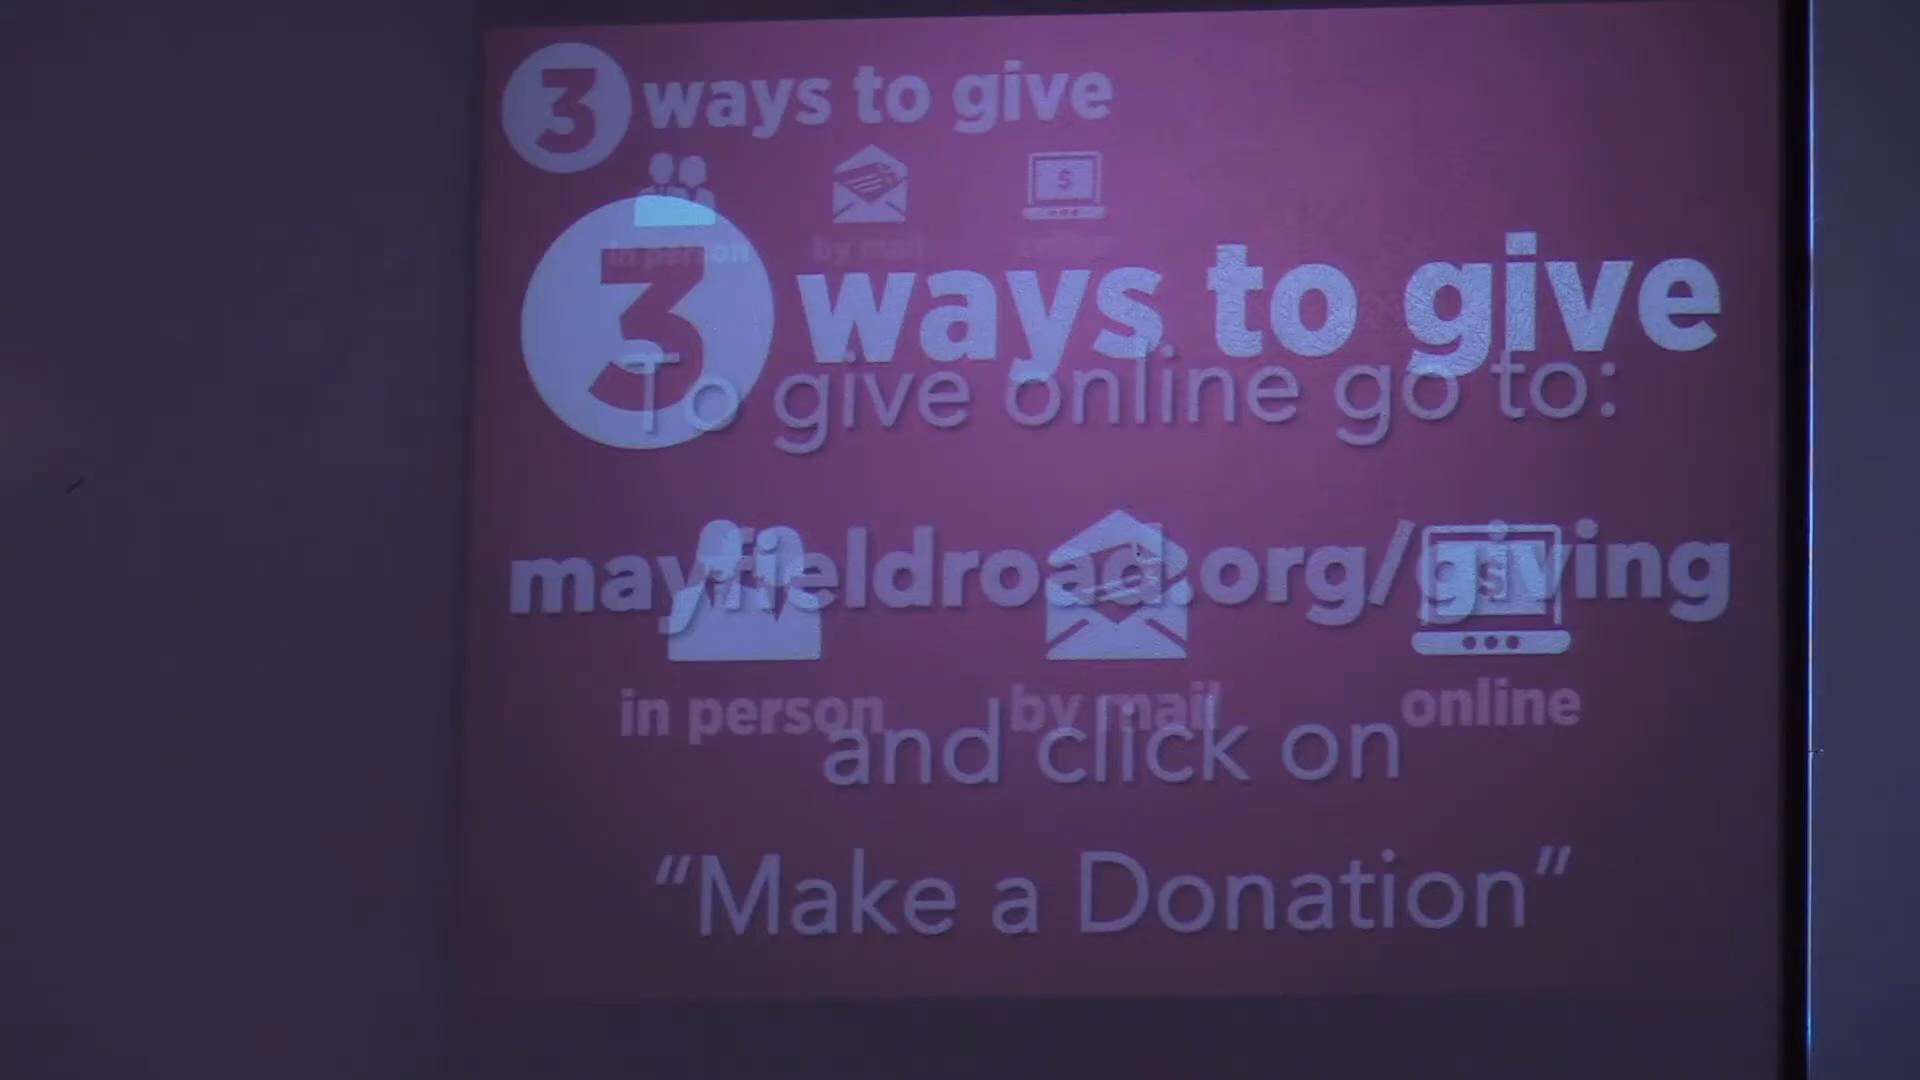 3 ways to give
in person by mail online
3 ways to give
To give online go to:
mayfieldroad.org/giving
in person by mail online
and click on
“Make a Donation”